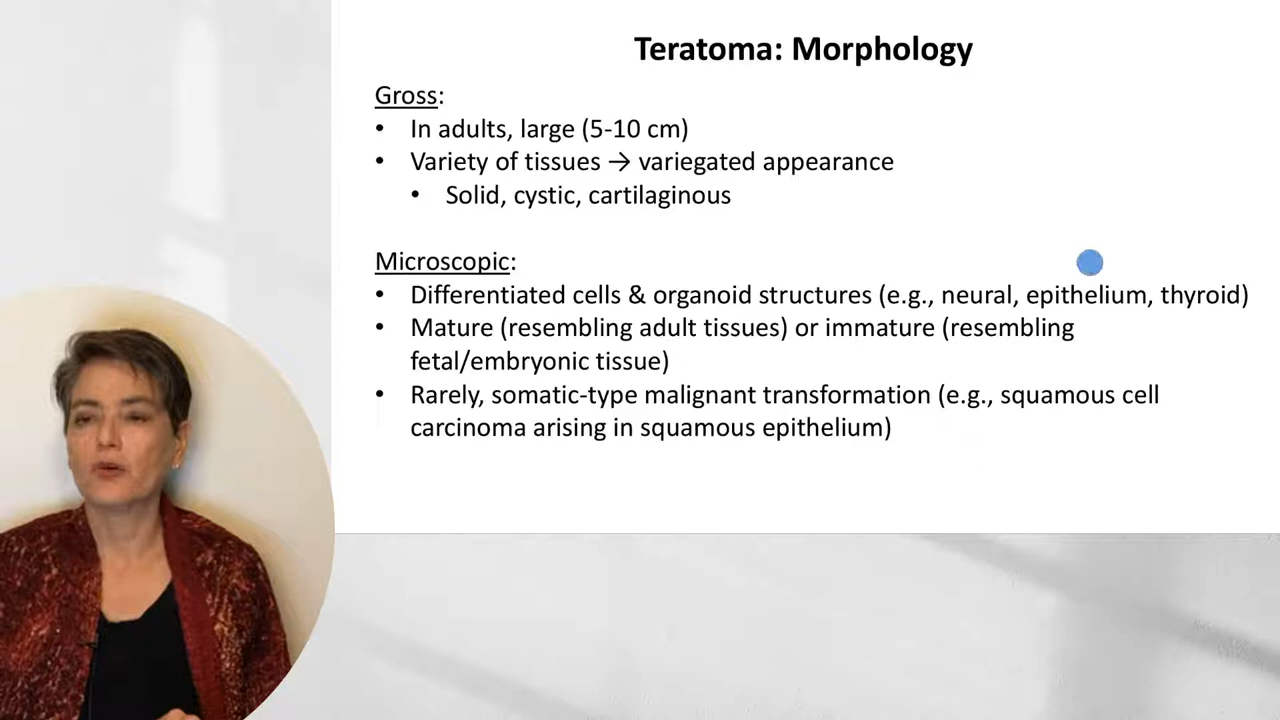 Teratoma: Morphology
Gross:
• In adults, large (5-10 cm)
• Variety of tissues → variegated appearance
• Solid, cystic, cartilaginous
Microscopic:
• Differentiated cells & organoid structures (e.g., neural, epithelium, thyroid)
• Mature (resembling adult tissues) or immature (resembling
fetal/embryonic tissue)
• Rarely, somatic-type malignant transformation (e.g., squamous cell
carcinoma arising in squamous epithelium)